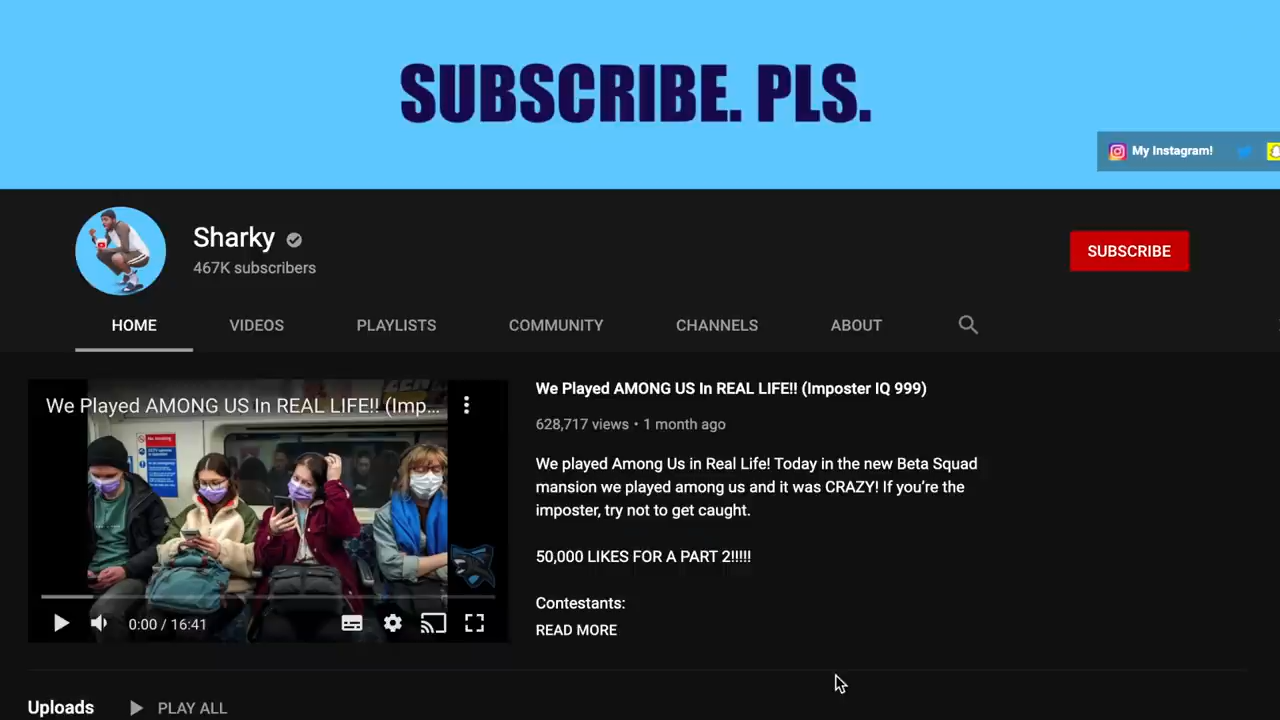 SUBSCRIBE. PLS.
My Instagram!
Sharky
467K subscribers
SUBSCRIBE
HOME
VIDEOS
PLAYLISTS
COMMUNITY
CHANNELS
ABOUT
We Played AMONG US In REAL LIFE!! (Imp...
0:00 / 16:41
We Played AMONG US In REAL LIFE!! (Imposter IQ 999)
628,717 views • 1 month ago
We played Among Us in Real Life! Today in the new Beta Squad
mansion we played among us and it was CRAZY! If you're the
imposter, try not to get caught.
50,000 LIKES FOR A PART 2!!!!!
Contestants:
READ MORE
Uploads
PLAY ALL